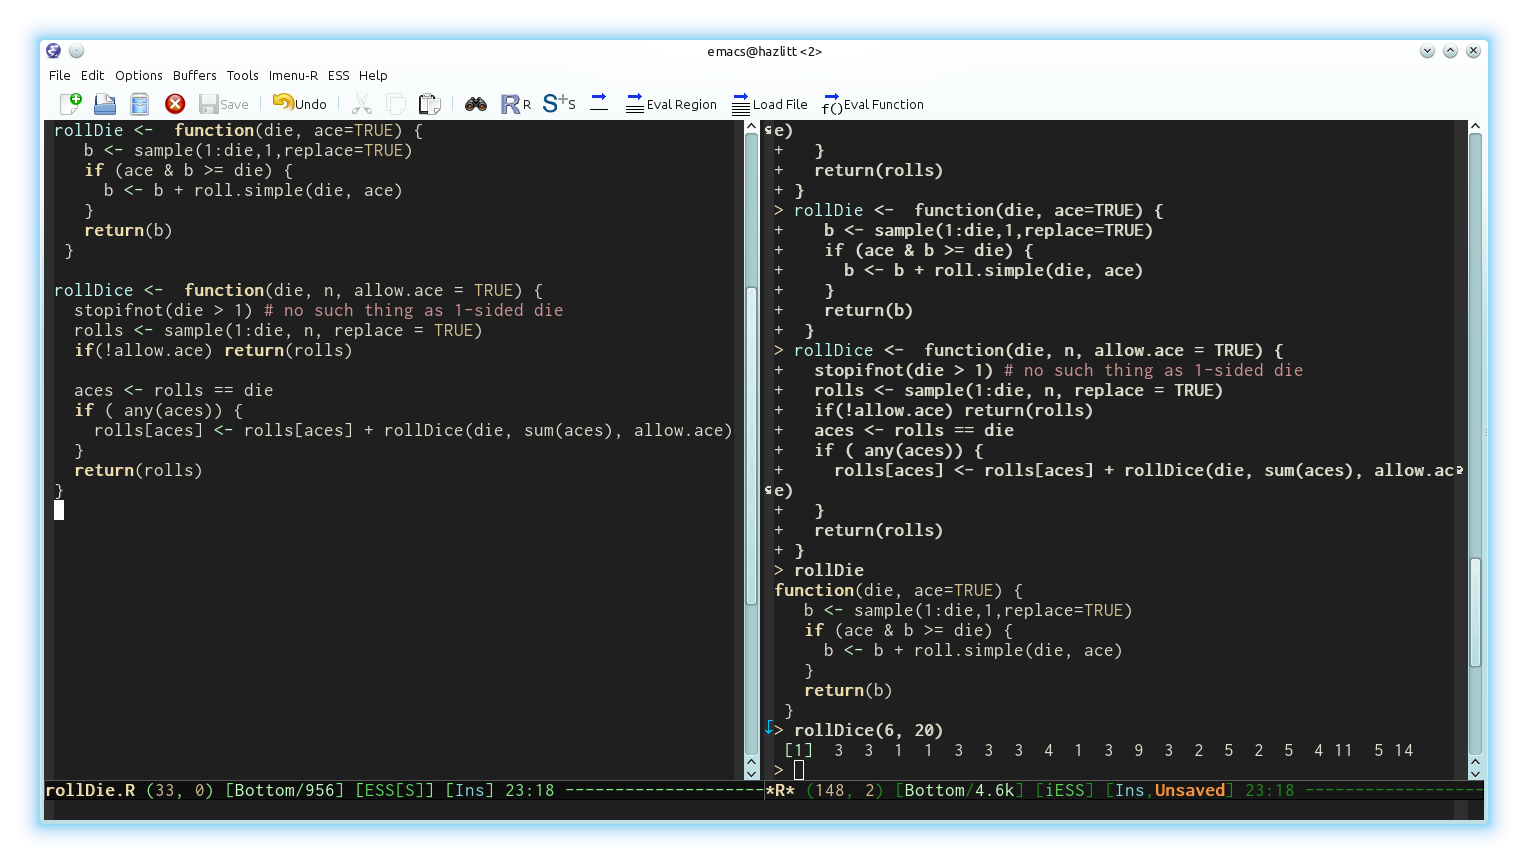 emacs@hazlitt <2>
File Edit Options Buffers Tools Imenu-R ESS Help
Save Undo R R S+ S Eval Region Load File f() Eval Function
rollDie <-  function(die, ace=TRUE) {
   b <- sample(1:die,1,replace=TRUE)
   if (ace & b >= die) {
     b <- b + roll.simple(die, ace)
   }
   return(b)
 }
rollDice <-  function(die, n, allow.ace = TRUE) {
  stopifnot(die > 1) # no such thing as 1-sided die
  rolls <- sample(1:die, n, replace = TRUE)
  if(!allow.ace) return(rolls)
  aces <- rolls == die
  if ( any(aces)) {
    rolls[aces] <- rolls[aces] + rollDice(die, sum(aces), allow.ace)
  }
  return(rolls)
}
rollDie.R (33, 0) [Bottom/956] [ESS[S]] [Ins] 23:18 --------------------
e)
+   }
+   return(rolls)
+ }
> rollDie <-  function(die, ace=TRUE) {
+    b <- sample(1:die,1,replace=TRUE)
+    if (ace & b >= die) {
+      b <- b + roll.simple(die, ace)
+    }
+    return(b)
+  }
> rollDice <-  function(die, n, allow.ace = TRUE) {
+   stopifnot(die > 1) # no such thing as 1-sided die
+   rolls <- sample(1:die, n, replace = TRUE)
+   if(!allow.ace) return(rolls)
+   aces <- rolls == die
+   if ( any(aces)) {
+     rolls[aces] <- rolls[aces] + rollDice(die, sum(aces), allow.ac
e)
+   }
+   return(rolls)
+ }
> rollDie
function(die, ace=TRUE) {
   b <- sample(1:die,1,replace=TRUE)
   if (ace & b >= die) {
     b <- b + roll.simple(die, ace)
   }
   return(b)
 }
> rollDice(6, 20)
 [1]  3  3  1  1  3  3  3  4  1  3  9  3  2  5  2  5  4 11  5 14
>
*R* (148, 2) [Bottom/4.6k] [iESS] [Ins,Unsaved] 23:18 ------------------